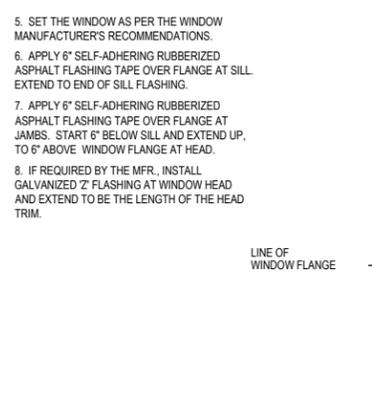 5. SET THE WINDOW AS PER THE WINDOW
MANUFACTURER'S RECOMMENDATIONS.
6. APPLY 6" SELF-ADHERING RUBBERIZED
ASPHALT FLASHING TAPE OVER FLANGE AT SILL.
EXTEND TO END OF SILL FLASHING.
7. APPLY 6" SELF-ADHERING RUBBERIZED
ASPHALT FLASHING TAPE OVER FLANGE AT
JAMBS. START 6" BELOW SILL AND EXTEND UP,
TO 6" ABOVE WINDOW FLANGE AT HEAD.
8. IF REQUIRED BY THE MFR., INSTALL
GALVANIZED 'Z' FLASHING AT WINDOW HEAD
AND EXTEND TO BE THE LENGTH OF THE HEAD
TRIM.
LINE OF
WINDOW FLANGE